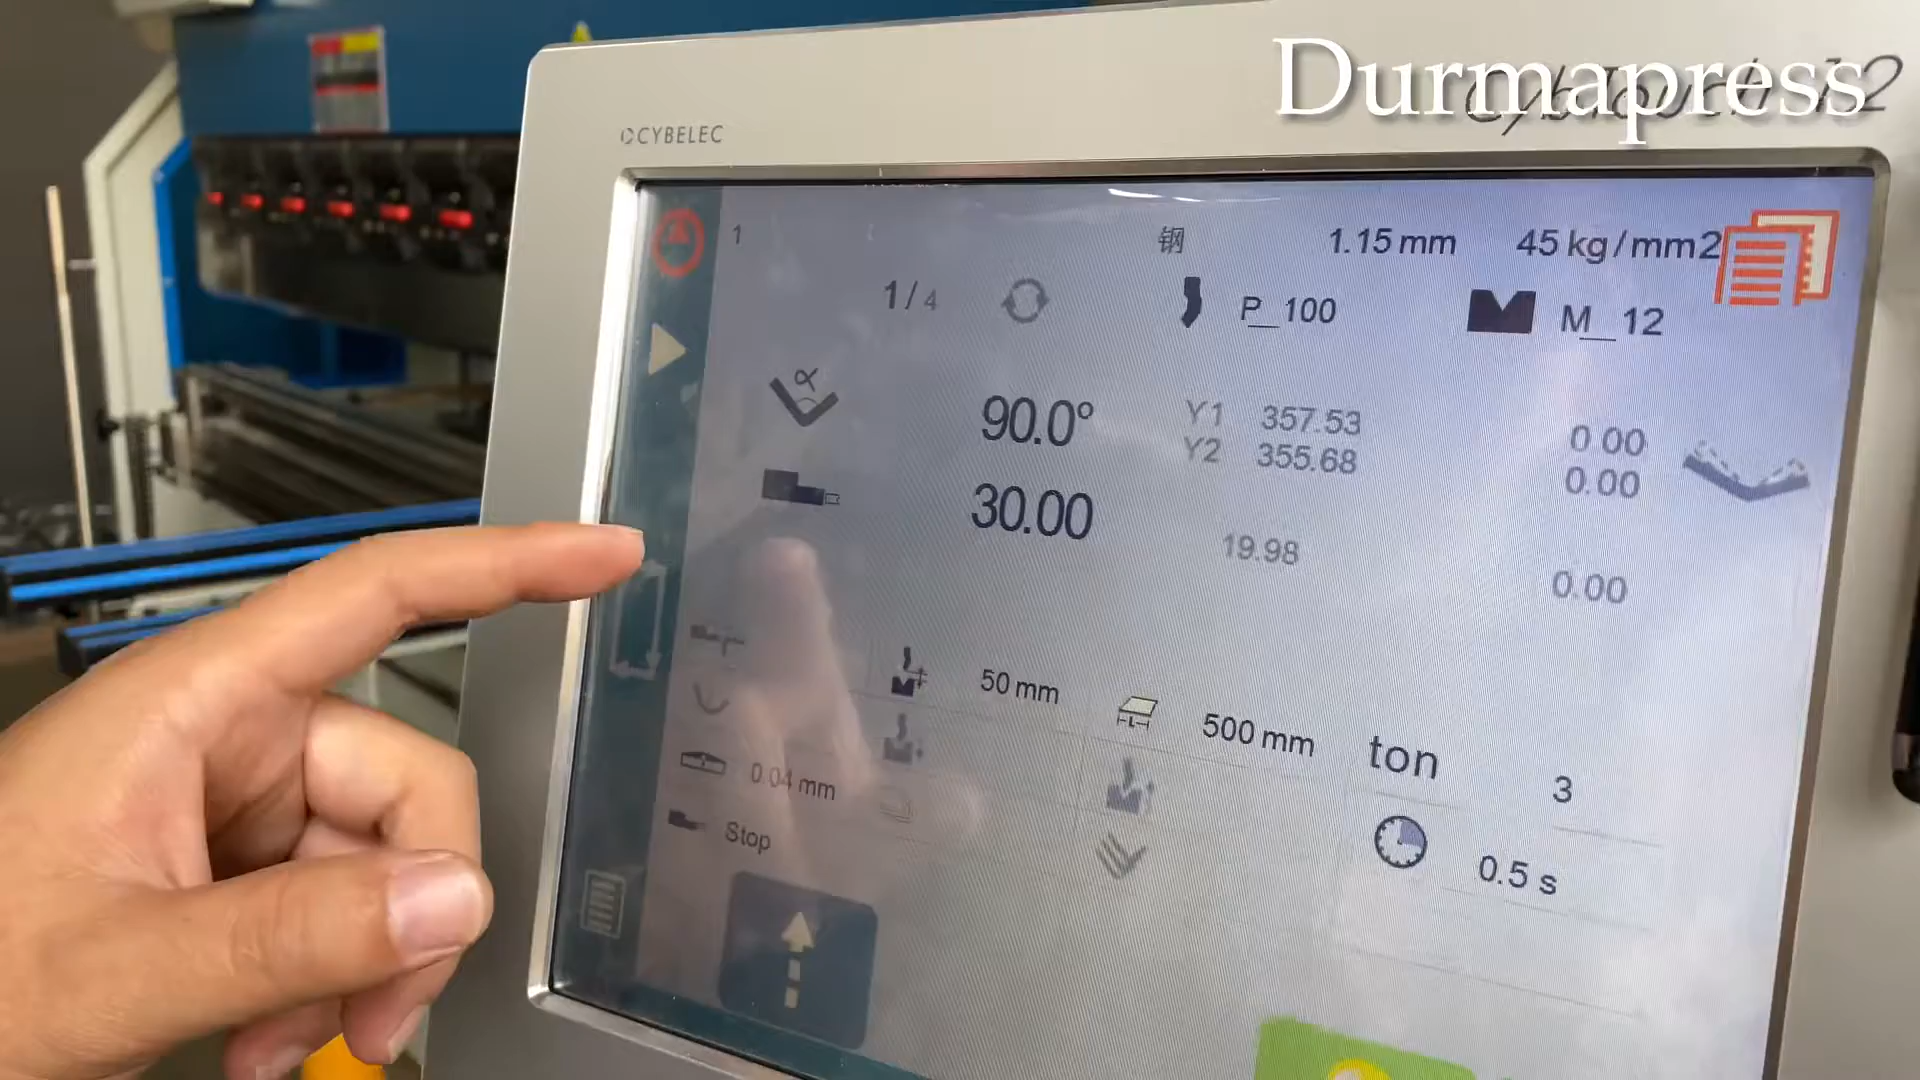 Durmapress
CybTouch 12
CYBELEC
1 钢 1.15 mm 45 kg/mm2
1/4 P_100 M_12
α 90.0° Y1 357.53 0 00
Y2 355.68 0.00
30.00 19.98 0.00
50 mm L 500 mm ton 3
0.04 mm
Stop 0.5 s